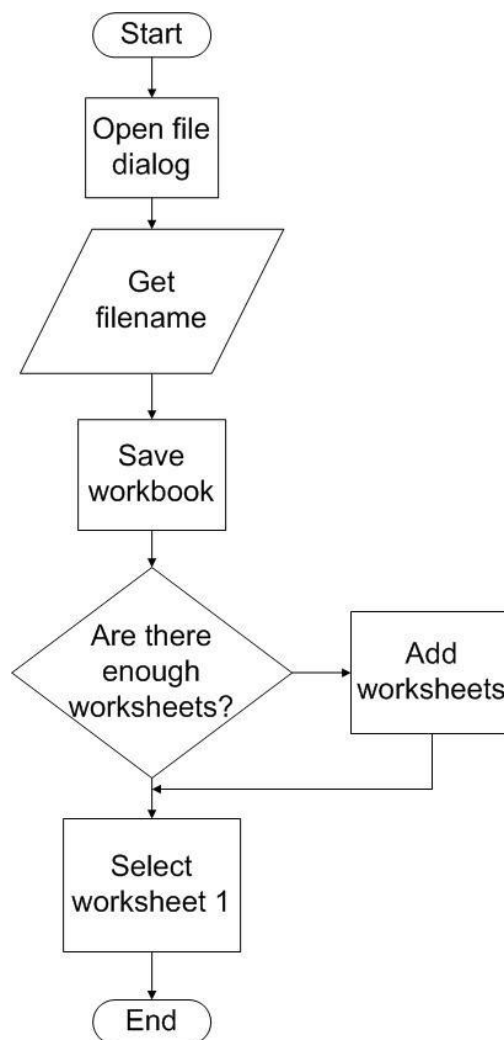 Start
Open file
dialog
Get
filename
Save
workbook
Are there
enough
worksheets?
Add
worksheets
Select
worksheet 1
End